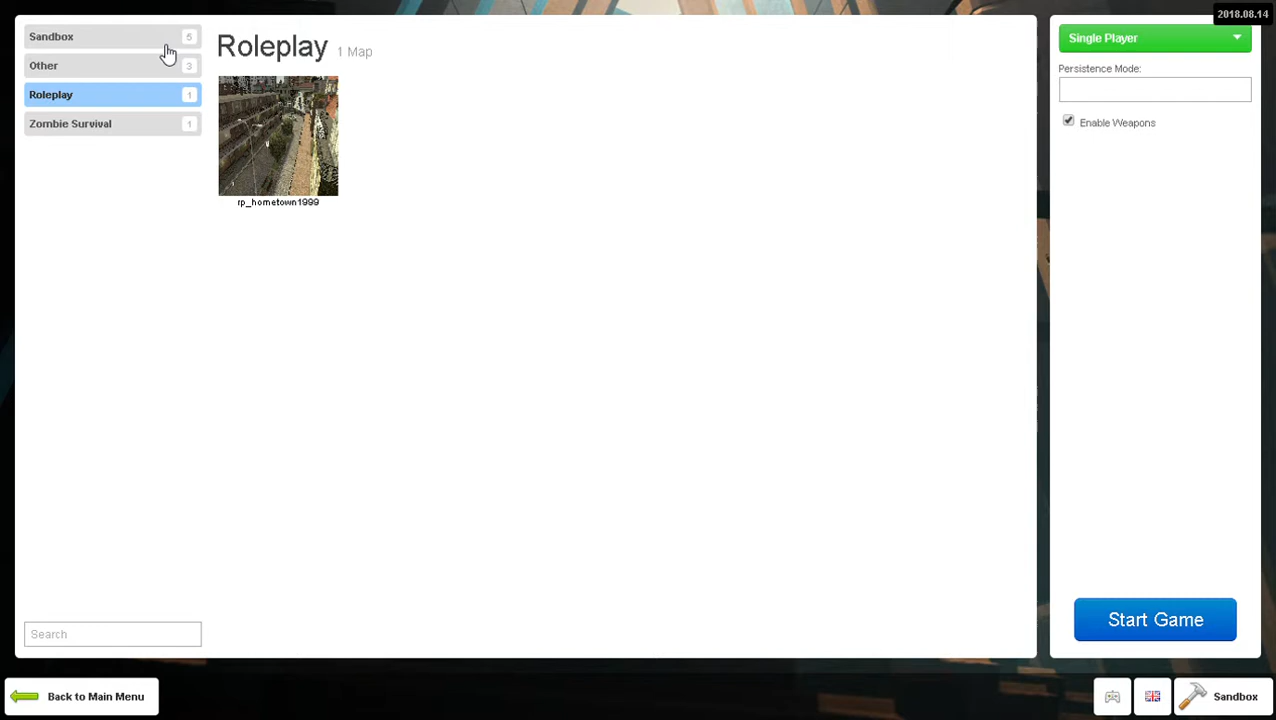 2018.08.14
Sandbox 5
Other 3
Roleplay 1
Zombie Survival 1
Search
Roleplay 1 Map
rp_hometown1999
Single Player
Persistence Mode:
Enable Weapons
Start Game
Back to Main Menu
Sandbox